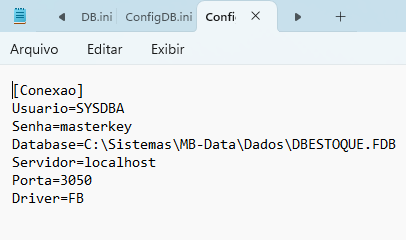 DB.ini
ConfigDB.ini
Config
Arquivo
Editar
Exibir
[Conexao]
Usuario=SYSDBA
Senha=masterkey
Database=C:\Sistemas\MB-Data\Dados\DBESTOQUE.FDB
Servidor=localhost
Porta=3050
Driver=FB